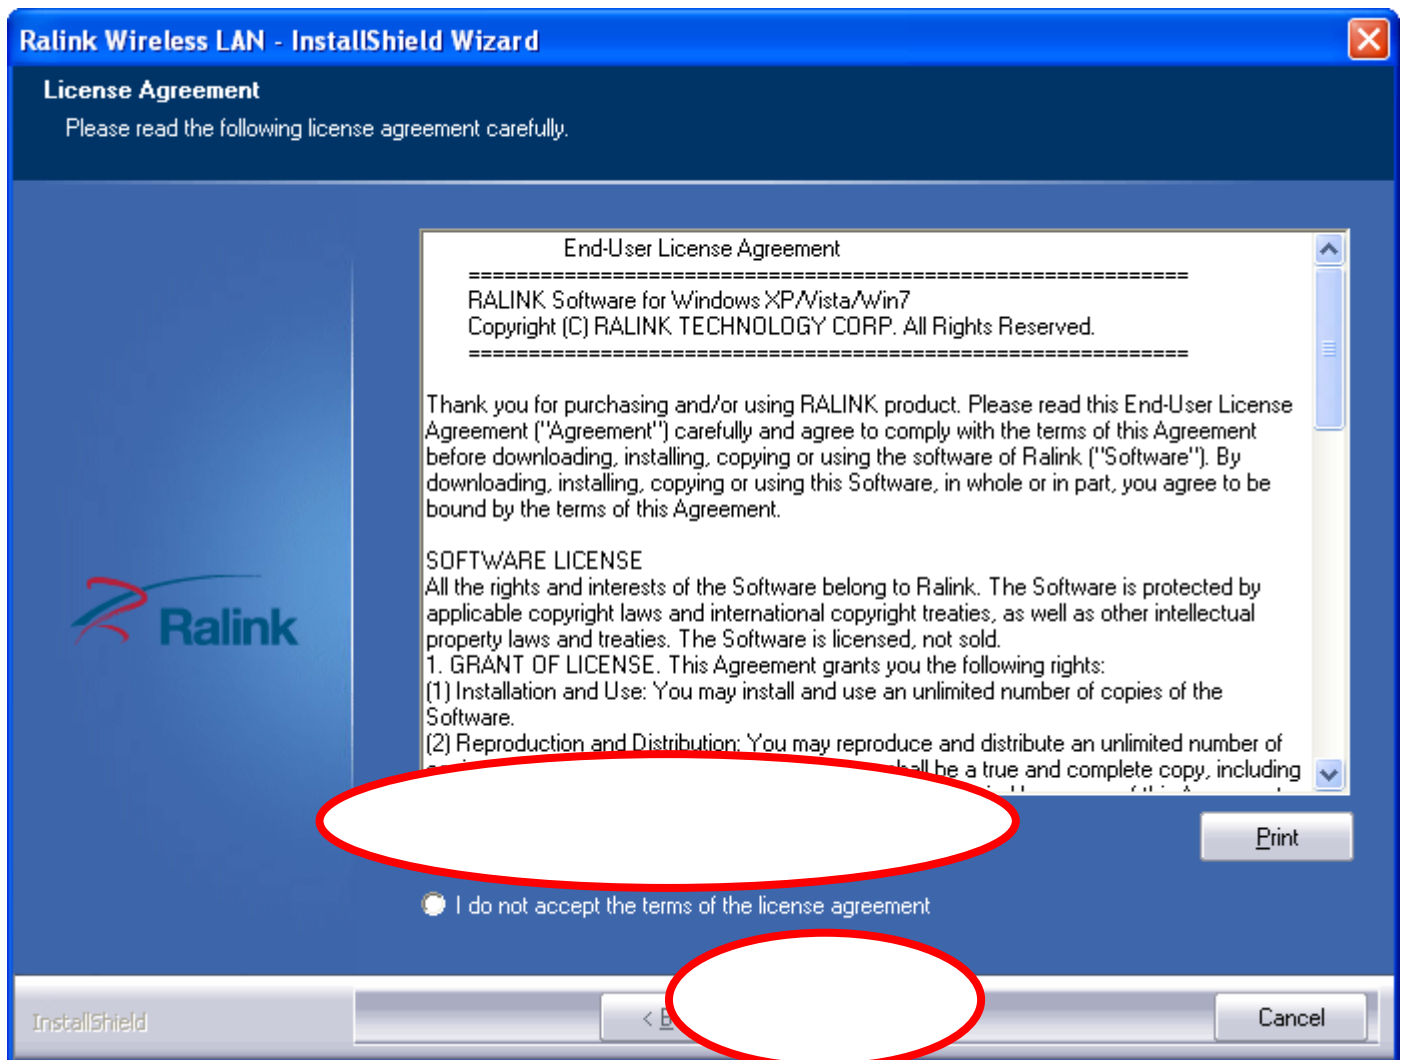 Ralink Wireless LAN - InstallShield Wizard
License Agreement
Please read the following license agreement carefully.
End-User License Agreement
============================================================
RALINK Software for Windows XP/Vista/Win7
Copyright (C) RALINK TECHNOLOGY CORP. All Rights Reserved.
============================================================
Thank you for purchasing and/or using RALINK product. Please read this End-User License
Agreement ("Agreement") carefully and agree to comply with the terms of this Agreement
before downloading, installing, copying or using the software of Ralink ("Software"). By
downloading, installing, copying or using this Software, in whole or in part, you agree to be
bound by the terms of this Agreement.
SOFTWARE LICENSE
All the rights and interests of the Software belong to Ralink. The Software is protected by
applicable copyright laws and international copyright treaties, as well as other intellectual
property laws and treaties. The Software is licensed, not sold.
1. GRANT OF LICENSE. This Agreement grants you the following rights:
(1) Installation and Use: You may install and use an unlimited number of copies of the
Software.
(2) Reproduction and Distribution: You may reproduce and distribute an unlimited number of
be a true and complete copy, including
Ralink
Print
I do not accept the terms of the license agreement
InstallShield
<
Cancel